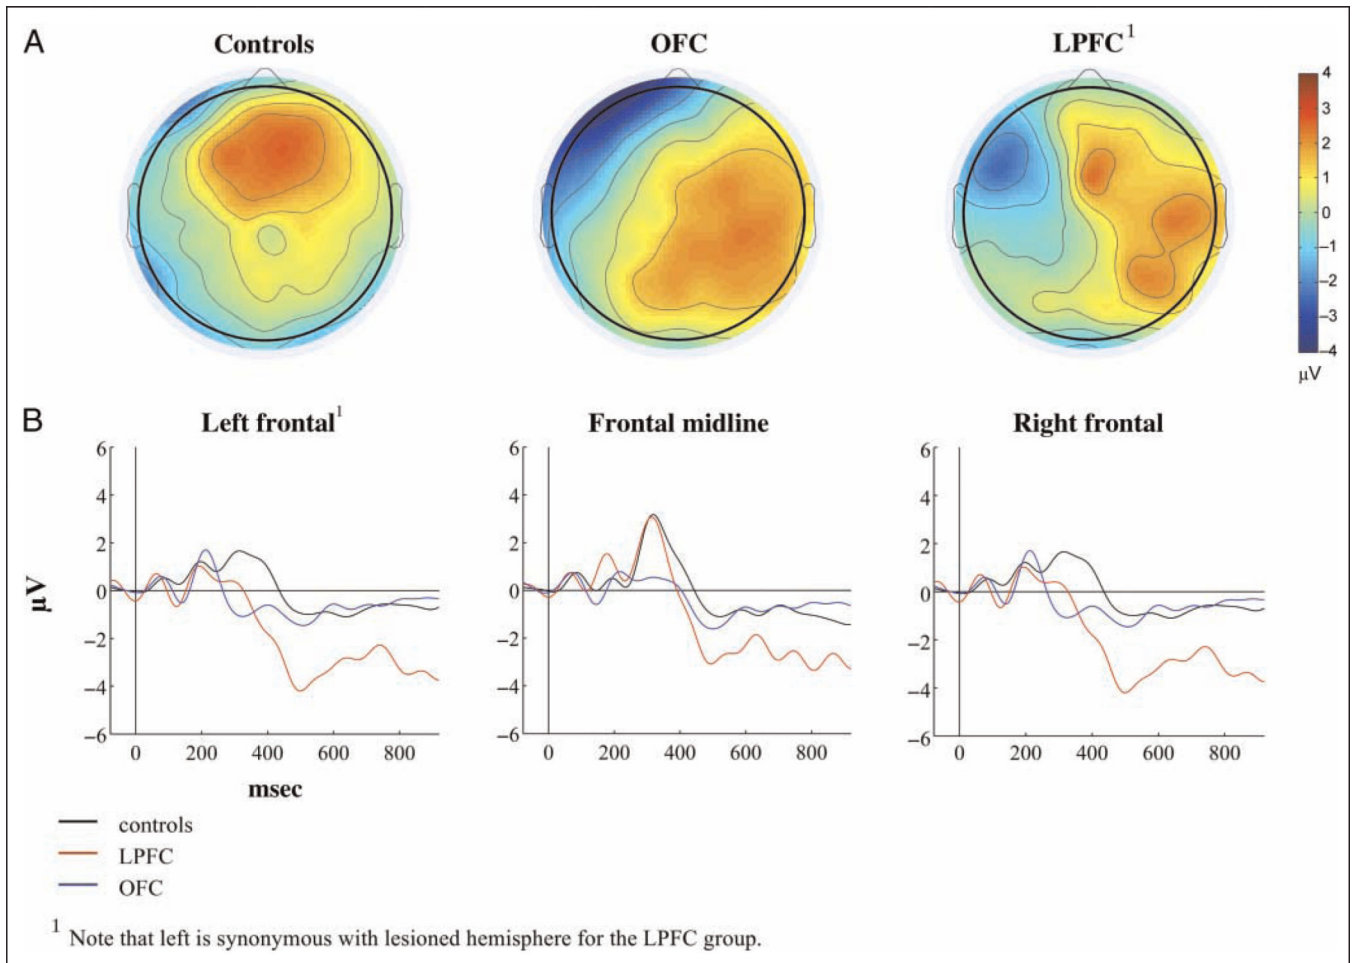 A
Controls
OFC
LPFC1
4
3
2
1
0
−1
−2
−3
−4
µV
B
Left frontal1
Frontal midline
Right frontal
6
4
2
0
−2
−4
−6
µV
0 200 400 600 800
msec
6
4
2
0
−2
−4
−6
0 200 400 600 800
6
4
2
0
−2
−4
−6
0 200 400 600 800
controls
LPFC
OFC
1 Note that left is synonymous with lesioned hemisphere for the LPFC group.